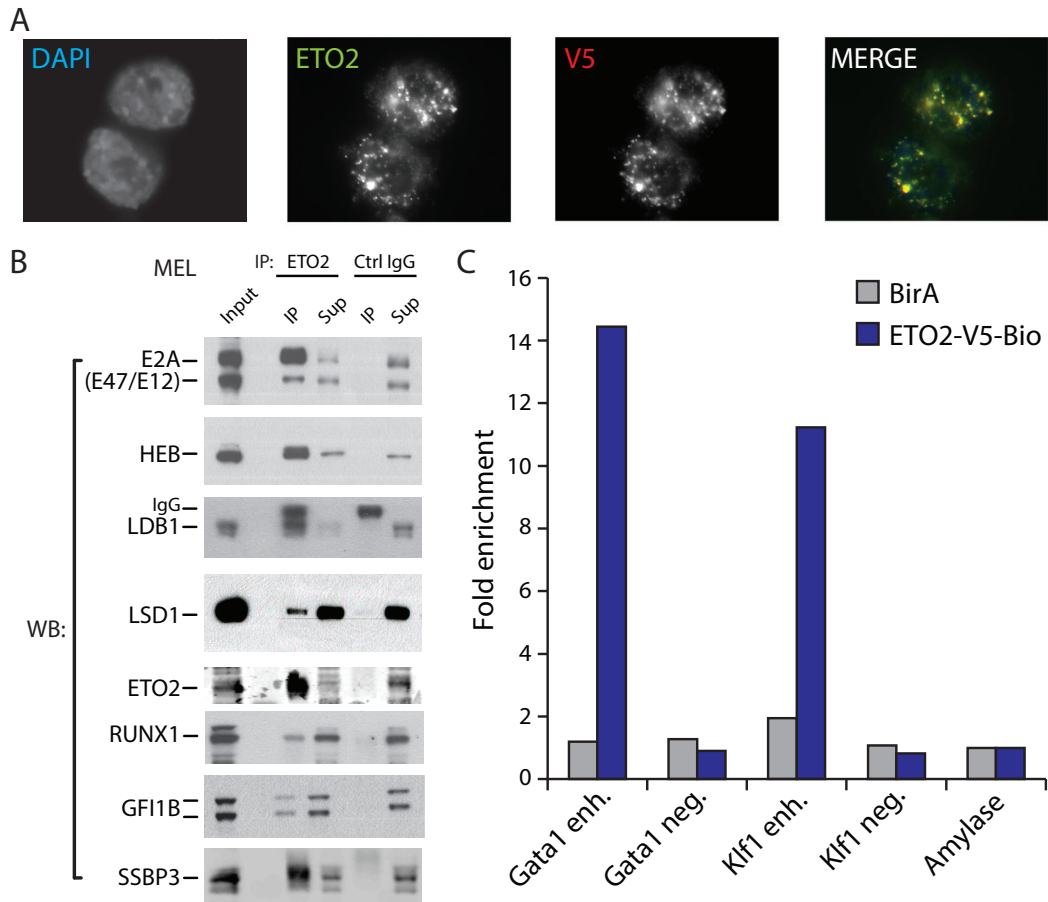 A
DAPI
ETO2
V5
MERGE
B
MEL
IP:
ETO2
Ctrl IgG
Input
IP
Sup
IP
Sup
WB:
E2A
(E47/E12)
HEB
IgG
LDB1
LSD1
ETO2
RUNX1
GFI1B
SSBP3
C
BirA
ETO2-V5-Bio
Fold enrichment
16
14
12
10
8
6
4
2
0
Gata1 enh.
Gata1 neg.
Klf1 enh.
Klf1 neg.
Amylase